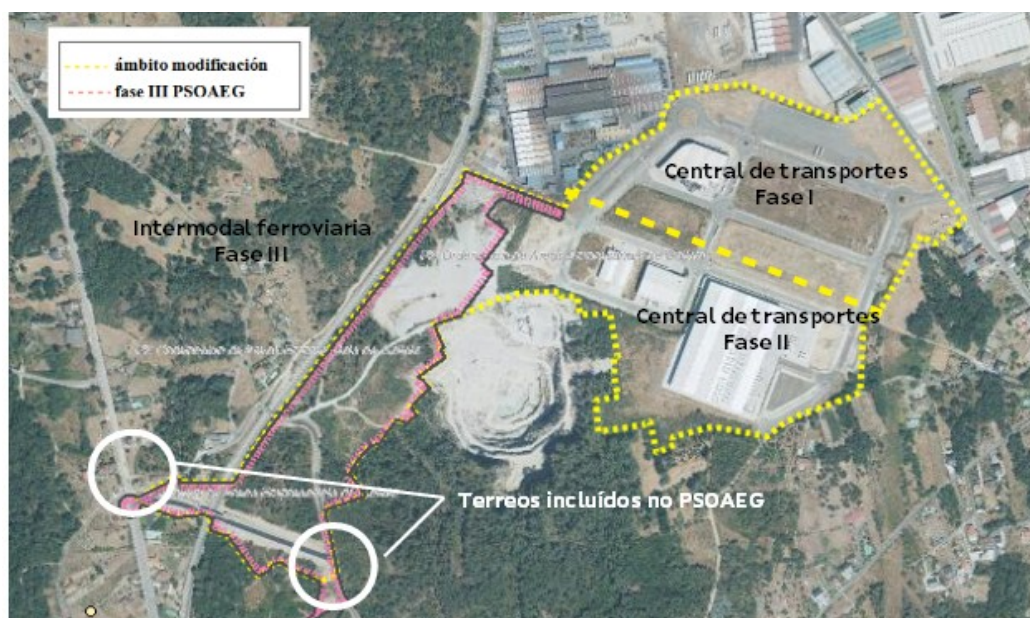 ámbito modificación
fase III PSOAEG
Central de transportes
Fase I
Intermodal ferroviaria
Fase III
Central de transportes
Fase II
Terreos incluídos no PSOAEG